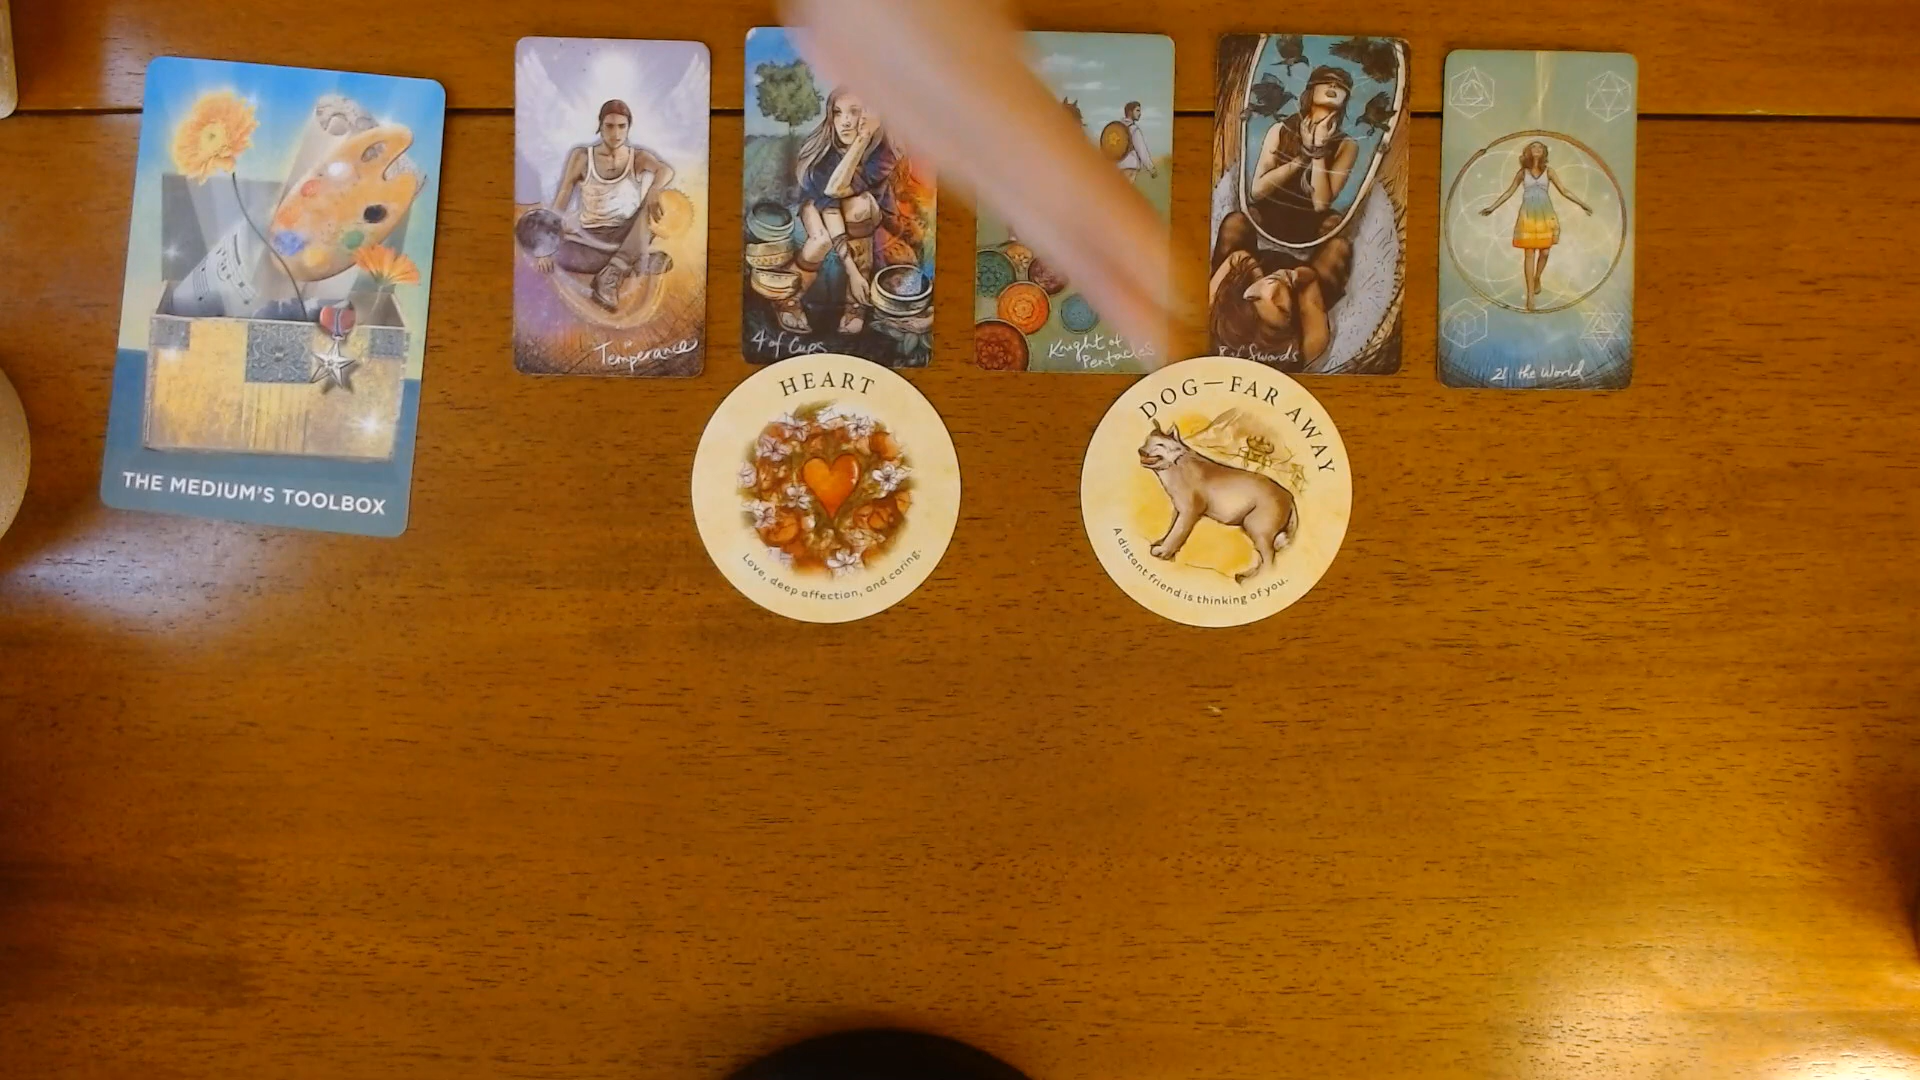 THE MEDIUM'S TOOLBOX
Temperance
4 of Cups
Knight of
Pentacles
8 of Swords
21 the World
HEART
Love, deep affection, and caring.
DOG—FAR AWAY
A distant friend is thinking of you.